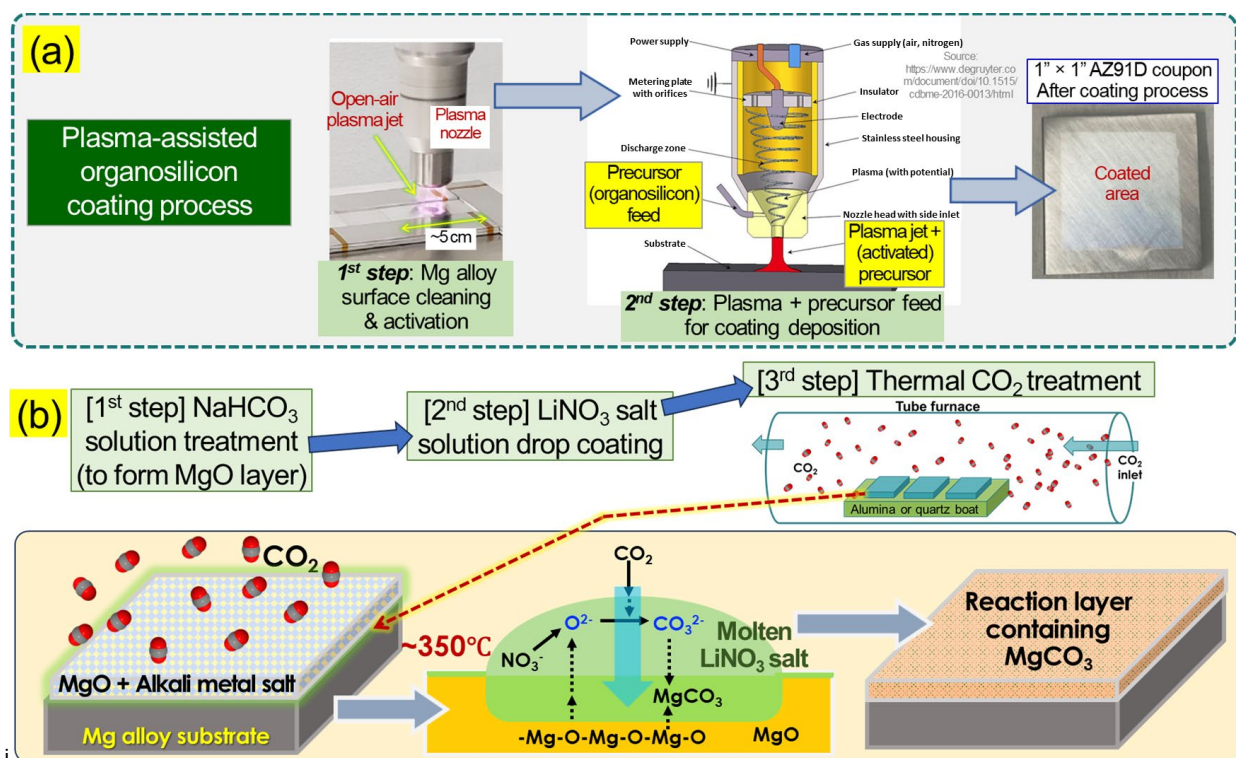 (a)
Plasma-assisted
organosilicon
coating process
Open-air
plasma jet
Plasma
nozzle
~5cm
1st step: Mg alloy
surface cleaning
& activation
Power supply
Gas supply (air, nitrogen)
Source:
https://www.degruyter.co
m/document/doi/10.1515/
cdbme-2016-0013/html
Metering plate
with orifices
Insulator
Electrode
Stainless steel housing
Discharge zone
Plasma (with potential)
Precursor
(organosilicon)
feed
Nozzle head with side inlet
Substrate
Plasma jet +
(activated)
precursor
2nd step: Plasma + precursor feed
for coating deposition
1” × 1” AZ91D coupon
After coating process
Coated
area
(b)
[1st step] NaHCO3
solution treatment
(to form MgO layer)
[2nd step] LiNO3 salt
solution drop coating
[3rd step] Thermal CO2 treatment
Tube furnace
CO2
CO2
inlet
Alumina or quartz boat
CO2
MgO + Alkali metal salt
Mg alloy substrate
~350℃
CO2
O2-
CO32-
NO3-
Molten
LiNO3 salt
MgCO3
-Mg-O-Mg-O-Mg-O
MgO
Reaction layer
containing
MgCO3
i